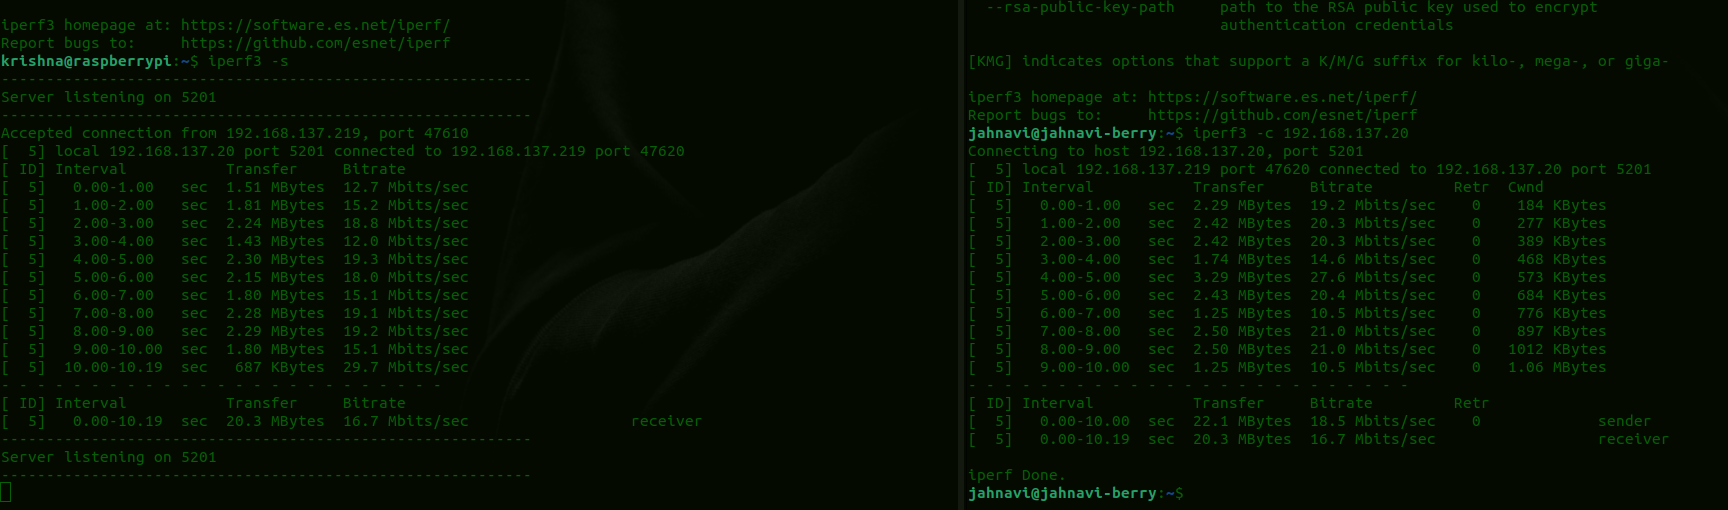 iperf3 homepage at: https://software.es.net/iperf/
Report bugs to:     https://github.com/esnet/iperf
krishna@raspberrypi:~$ iperf3 -s
-----------------------------------------------------------
Server listening on 5201
-----------------------------------------------------------
Accepted connection from 192.168.137.219, port 47610
[  5] local 192.168.137.20 port 5201 connected to 192.168.137.219 port 47620
[ ID] Interval           Transfer     Bitrate
[  5]   0.00-1.00   sec  1.51 MBytes  12.7 Mbits/sec
[  5]   1.00-2.00   sec  1.81 MBytes  15.2 Mbits/sec
[  5]   2.00-3.00   sec  2.24 MBytes  18.8 Mbits/sec
[  5]   3.00-4.00   sec  1.43 MBytes  12.0 Mbits/sec
[  5]   4.00-5.00   sec  2.30 MBytes  19.3 Mbits/sec
[  5]   5.00-6.00   sec  2.15 MBytes  18.0 Mbits/sec
[  5]   6.00-7.00   sec  1.80 MBytes  15.1 Mbits/sec
[  5]   7.00-8.00   sec  2.28 MBytes  19.1 Mbits/sec
[  5]   8.00-9.00   sec  2.29 MBytes  19.2 Mbits/sec
[  5]   9.00-10.00  sec  1.80 MBytes  15.1 Mbits/sec
[  5]  10.00-10.19  sec   687 KBytes  29.7 Mbits/sec
- - - - - - - - - - - - - - - - - - - - - - - - -
[ ID] Interval           Transfer     Bitrate
[  5]   0.00-10.19  sec  20.3 MBytes  16.7 Mbits/sec                  receiver
-----------------------------------------------------------
Server listening on 5201
-----------------------------------------------------------
  --rsa-public-key-path     path to the RSA public key used to encrypt
                            authentication credentials
[KMG] indicates options that support a K/M/G suffix for kilo-, mega-, or giga-
iperf3 homepage at: https://software.es.net/iperf/
Report bugs to:     https://github.com/esnet/iperf
jahnavi@jahnavi-berry:~$ iperf3 -c 192.168.137.20
Connecting to host 192.168.137.20, port 5201
[  5] local 192.168.137.219 port 47620 connected to 192.168.137.20 port 5201
[ ID] Interval           Transfer     Bitrate         Retr  Cwnd
[  5]   0.00-1.00   sec  2.29 MBytes  19.2 Mbits/sec    0    184 KBytes
[  5]   1.00-2.00   sec  2.42 MBytes  20.3 Mbits/sec    0    277 KBytes
[  5]   2.00-3.00   sec  2.42 MBytes  20.3 Mbits/sec    0    389 KBytes
[  5]   3.00-4.00   sec  1.74 MBytes  14.6 Mbits/sec    0    468 KBytes
[  5]   4.00-5.00   sec  3.29 MBytes  27.6 Mbits/sec    0    573 KBytes
[  5]   5.00-6.00   sec  2.43 MBytes  20.4 Mbits/sec    0    684 KBytes
[  5]   6.00-7.00   sec  1.25 MBytes  10.5 Mbits/sec    0    776 KBytes
[  5]   7.00-8.00   sec  2.50 MBytes  21.0 Mbits/sec    0    897 KBytes
[  5]   8.00-9.00   sec  2.50 MBytes  21.0 Mbits/sec    0   1012 KBytes
[  5]   9.00-10.00  sec  1.25 MBytes  10.5 Mbits/sec    0   1.06 MBytes
- - - - - - - - - - - - - - - - - - - - - - - - -
[ ID] Interval           Transfer     Bitrate         Retr
[  5]   0.00-10.00  sec  22.1 MBytes  18.5 Mbits/sec    0             sender
[  5]   0.00-10.19  sec  20.3 MBytes  16.7 Mbits/sec                  receiver
iperf Done.
jahnavi@jahnavi-berry:~$